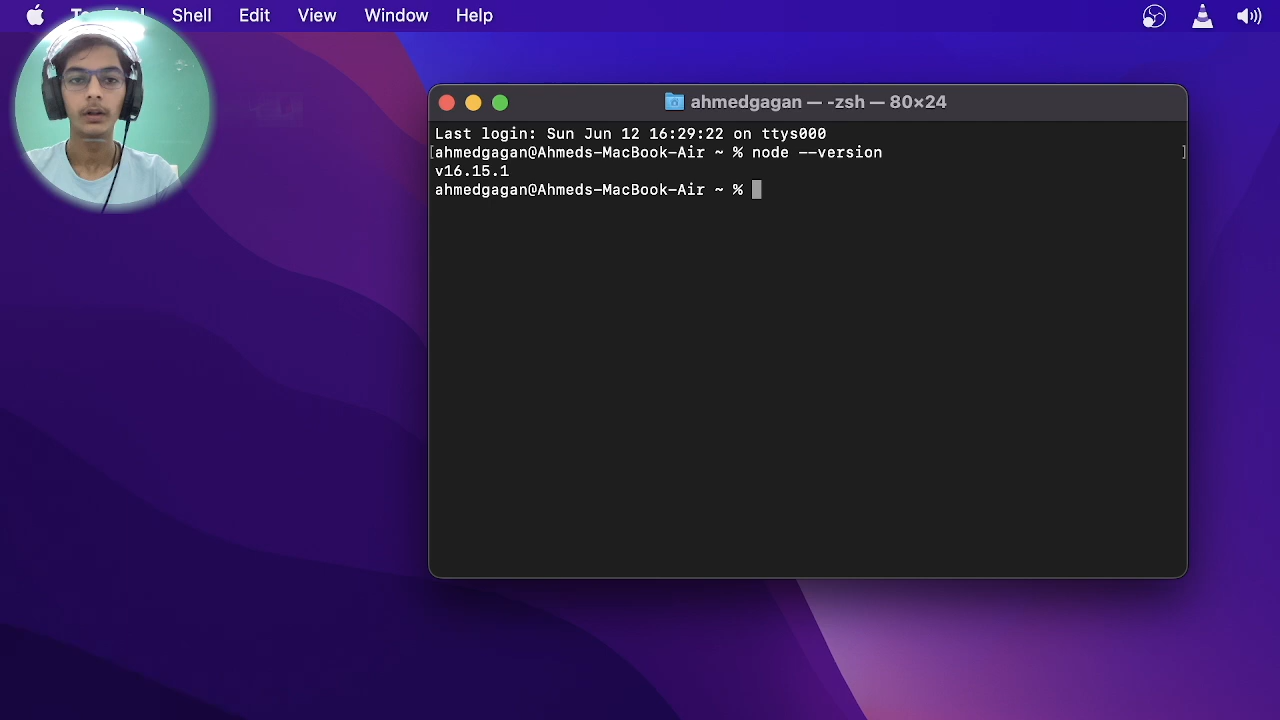 Shell Edit View Window Help
ahmedgagan — -zsh — 80×24
Last login: Sun Jun 12 16:29:22 on ttys000
[ahmedgagan@Ahmeds-MacBook-Air ~ % node --version ]
v16.15.1
ahmedgagan@Ahmeds-MacBook-Air ~ %